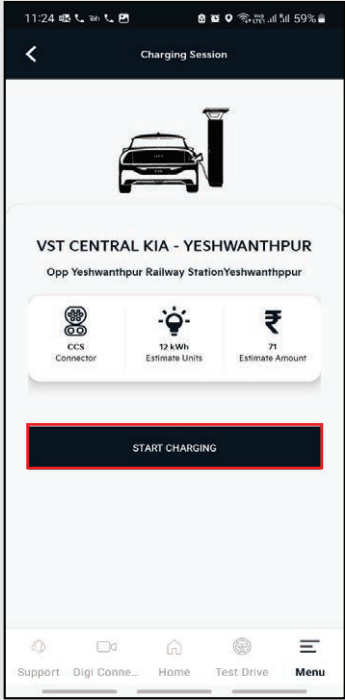 11:24 59%
Charging Session
VST CENTRAL KIA - YESHWANTHPUR
Opp Yeshwanthpur Railway StationYeshwanthppur
₹
CCS 12 kWh 71
Connector Estimate Units Estimate Amount
START CHARGING
Support Digi Conne... Home Test Drive Menu